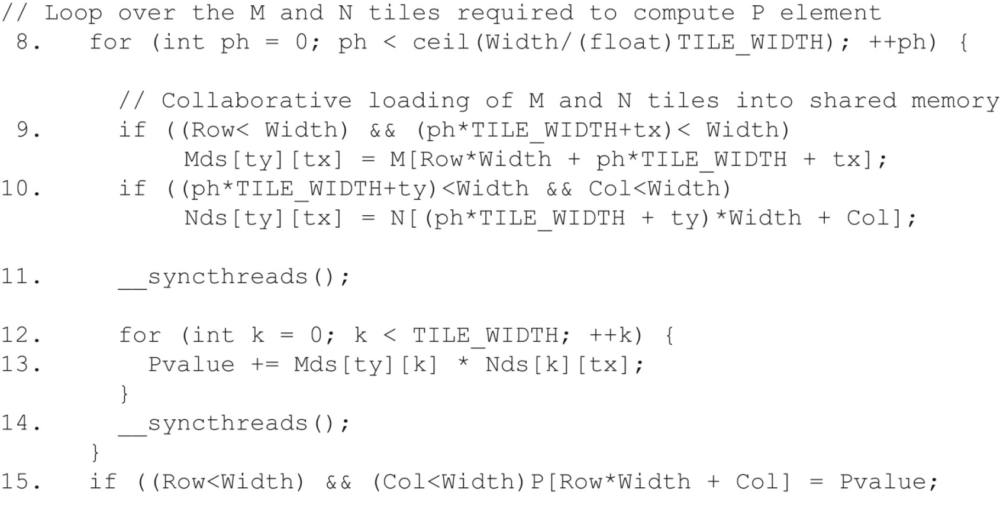 // Loop over the M and N tiles required to compute P element
8. for (int ph = 0; ph < ceil(Width/(float)TILE_WIDTH); ++ph) {
// Collaborative loading of M and N tiles into shared memory
9. if ((Row< Width) && (ph*TILE_WIDTH+tx)< Width)
Mds[ty][tx] = M[Row*Width + ph*TILE_WIDTH + tx];
10. if ((ph*TILE_WIDTH+ty)<Width && Col<Width)
Nds[ty][tx] = N[(ph*TILE_WIDTH + ty)*Width + Col];
11. __syncthreads();
12. for (int k = 0; k < TILE_WIDTH; ++k) {
13. Pvalue += Mds[ty][k] * Nds[k][tx];
}
14. __syncthreads();
}
15. if ((Row<Width) && (Col<Width)P[Row*Width + Col] = Pvalue;